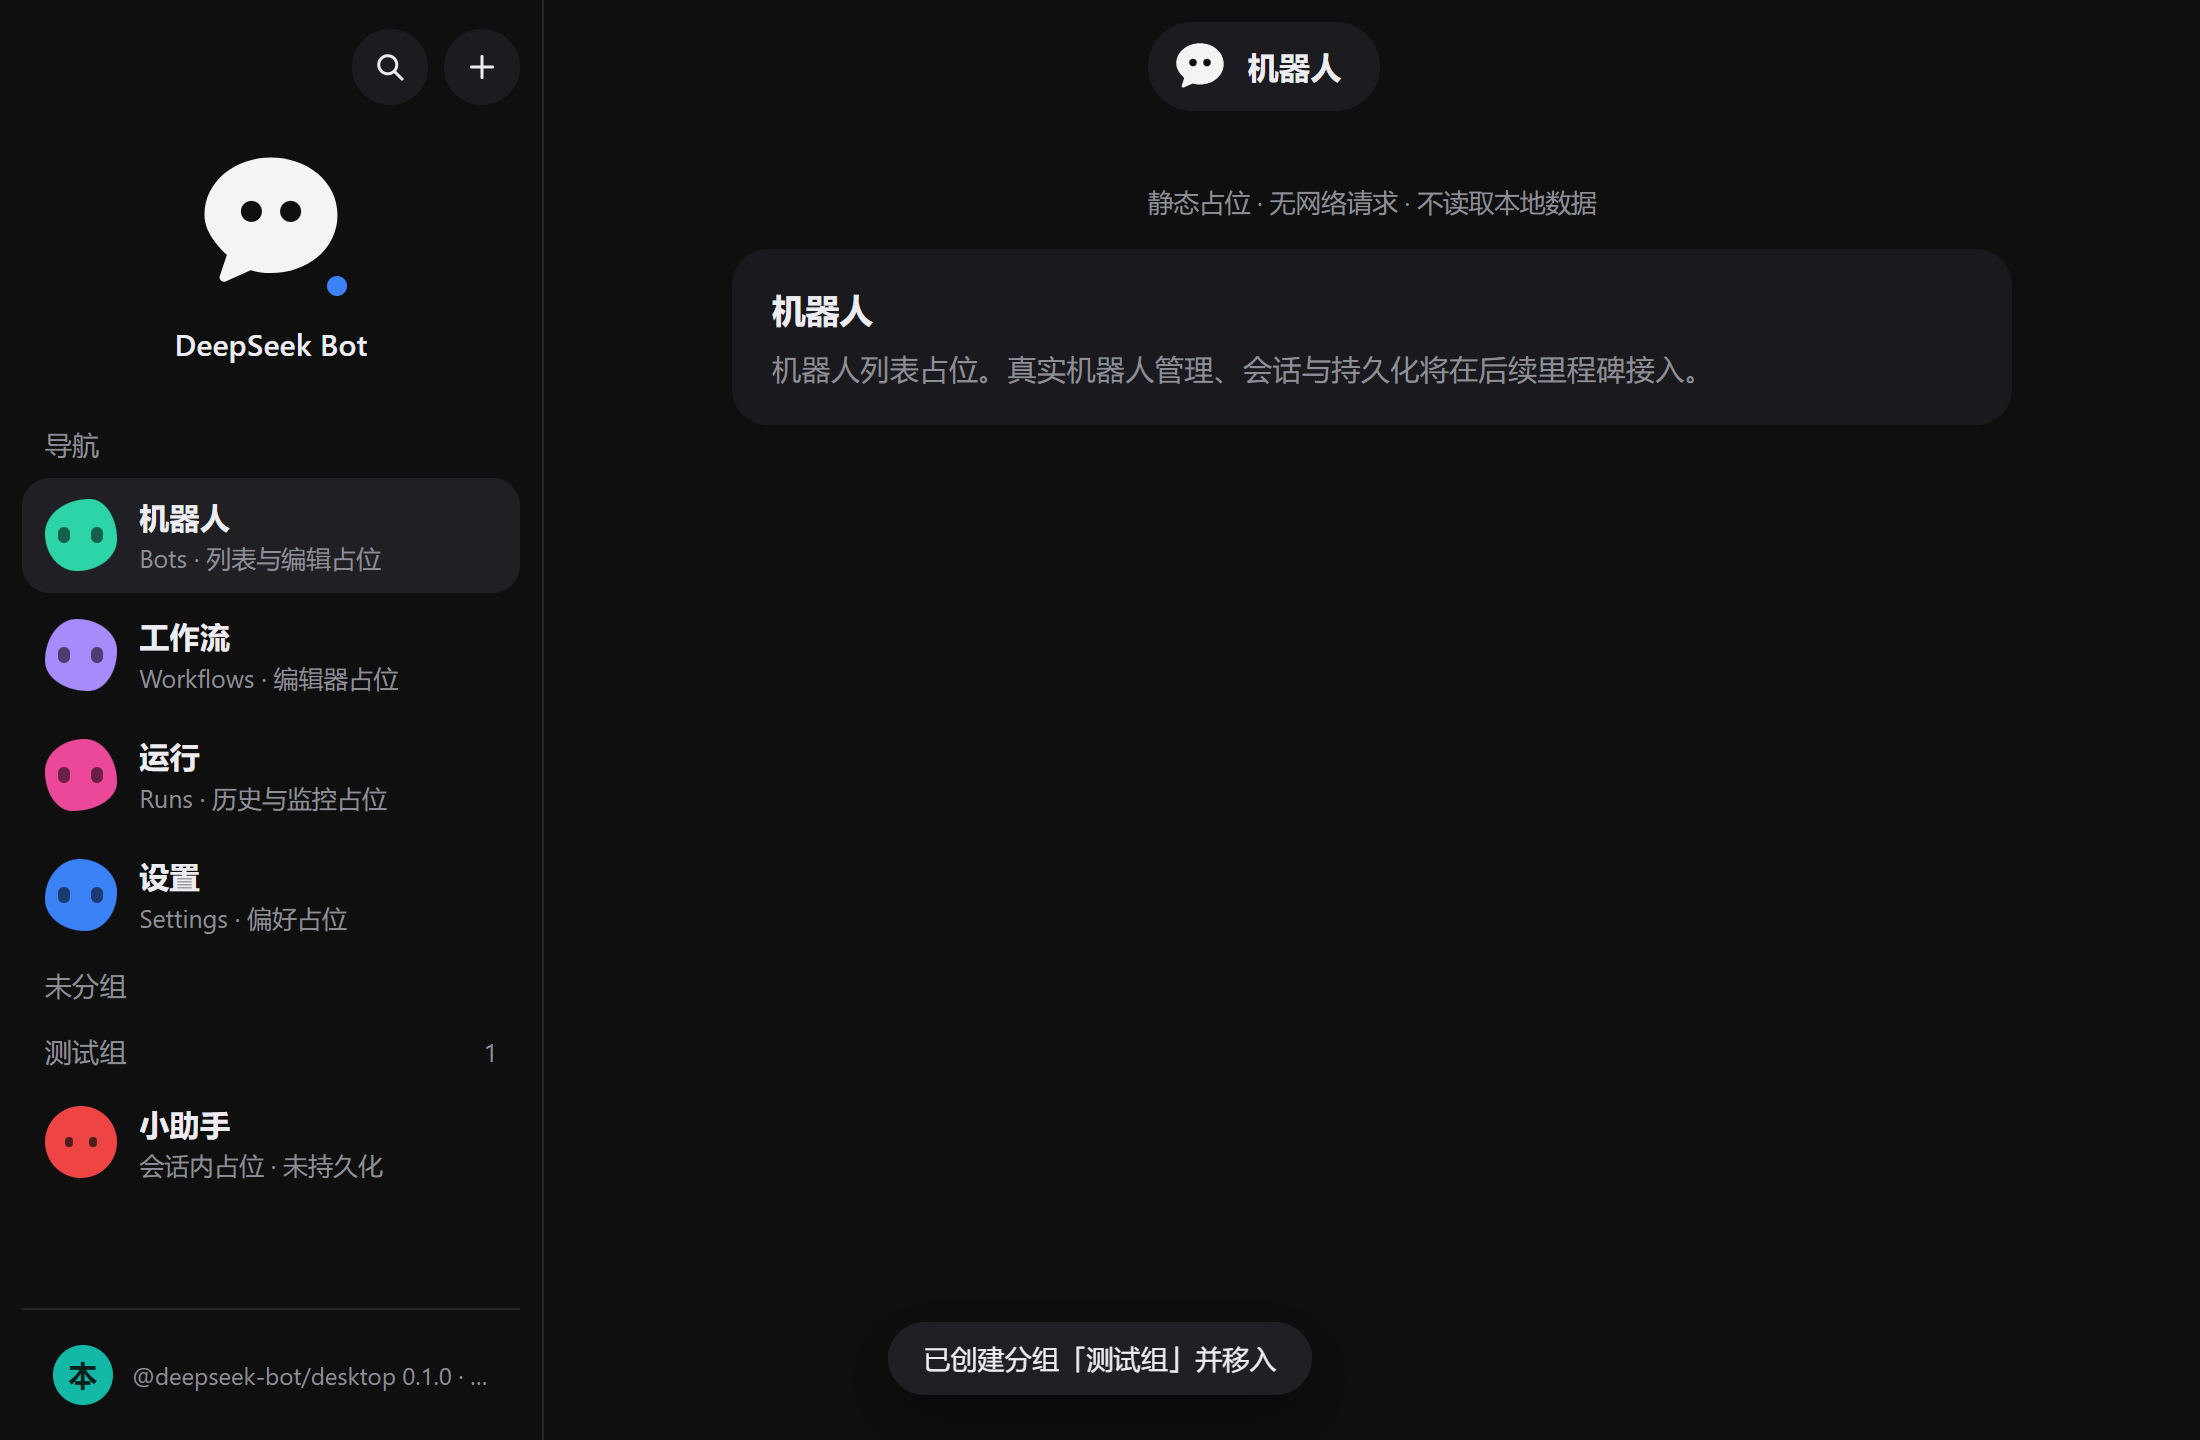 DeepSeek Bot
导航
机器人
Bots · 列表与编辑占位
工作流
Workflows · 编辑器占位
运行
Runs · 历史与监控占位
设置
Settings · 偏好占位
未分组
测试组 1
小助手
会话内占位 · 未持久化
本 @deepseek-bot/desktop 0.1.0 · ...
机器人
静态占位 · 无网络请求 · 不读取本地数据
机器人
机器人列表占位。真实机器人管理、会话与持久化将在后续里程碑接入。
已创建分组「测试组」并移入